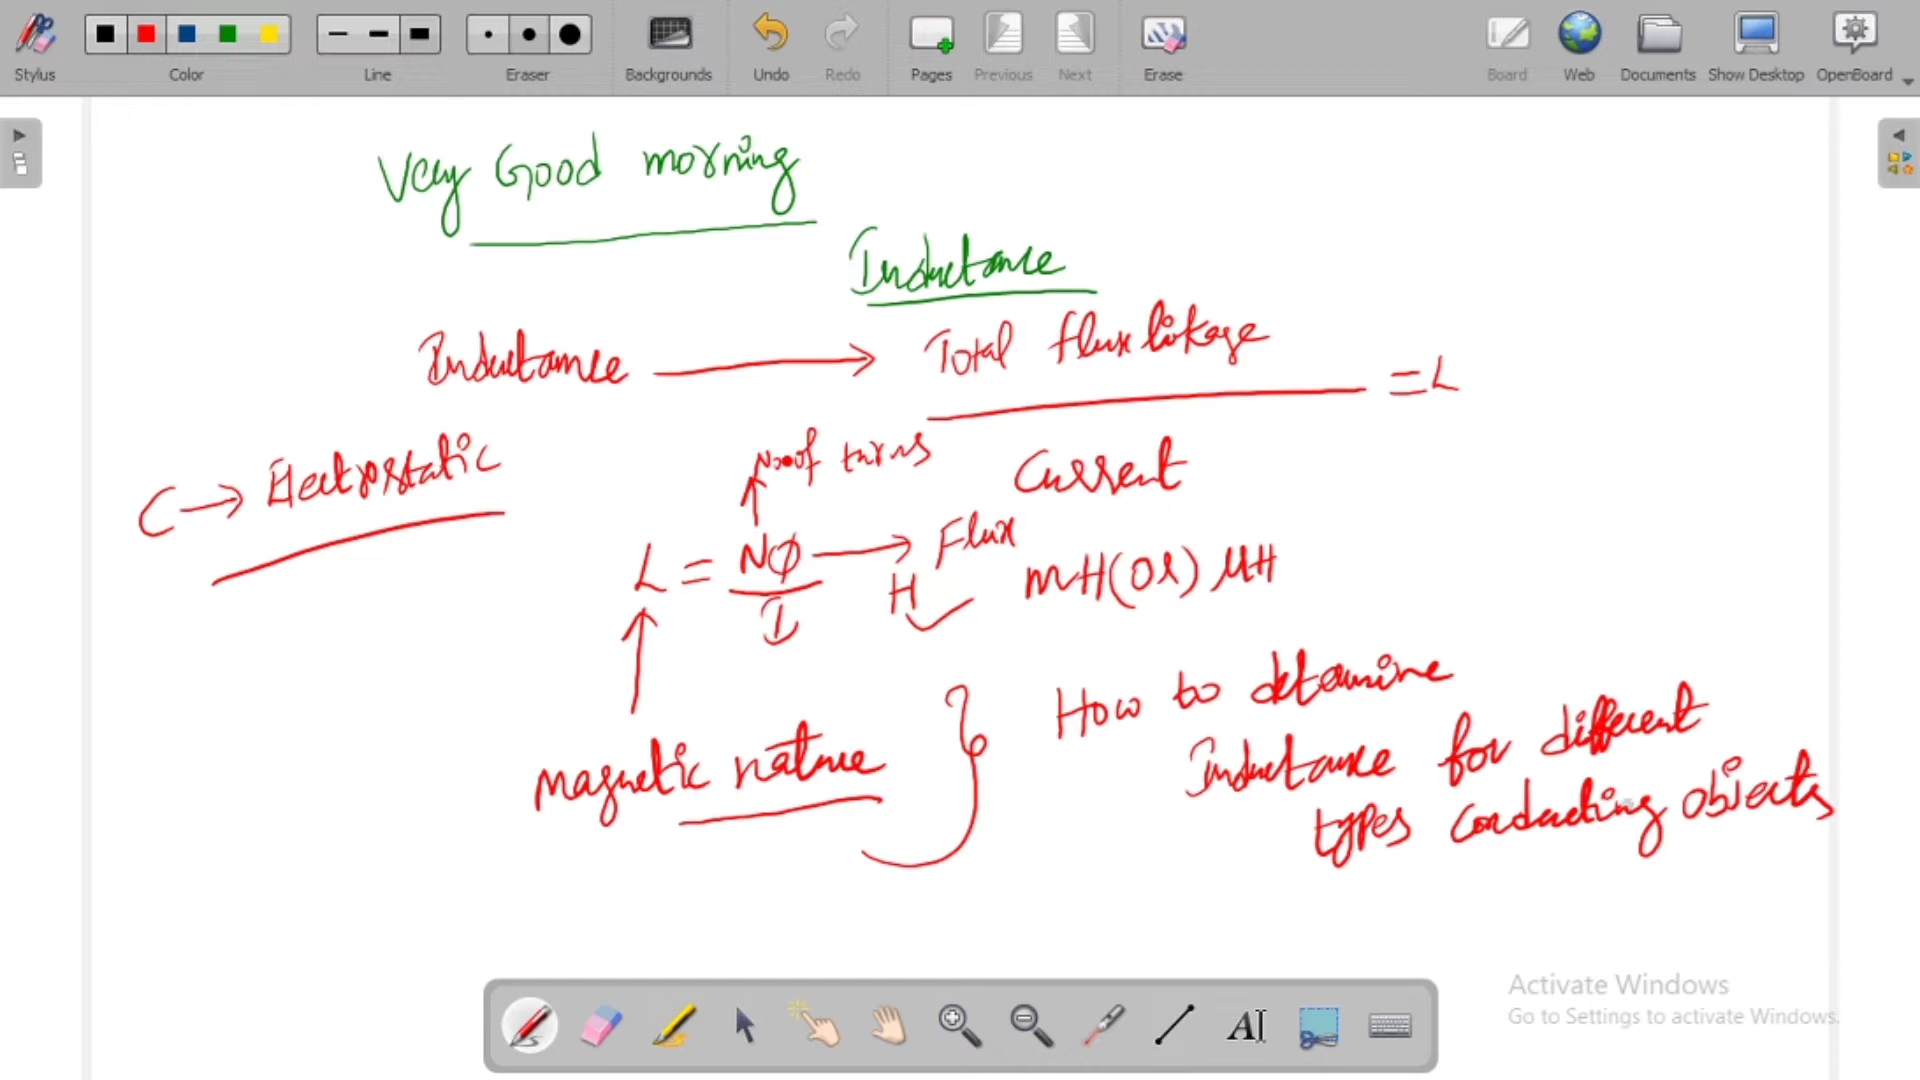 Stylus Color Line Eraser Backgrounds Undo Redo Pages Previous Next Erase Board Web Documents Show Desktop OpenBoard
Very Good morning
Inductance
Inductance → Total flux likage = L
Current
C → Electrostatic
No of turns
L = NΦ → Flux
I
H mH (or) μH
magnetic nature
How to detamine
Inductance for different
types conducting objects
Activate Windows
Go to Settings to activate Windows.